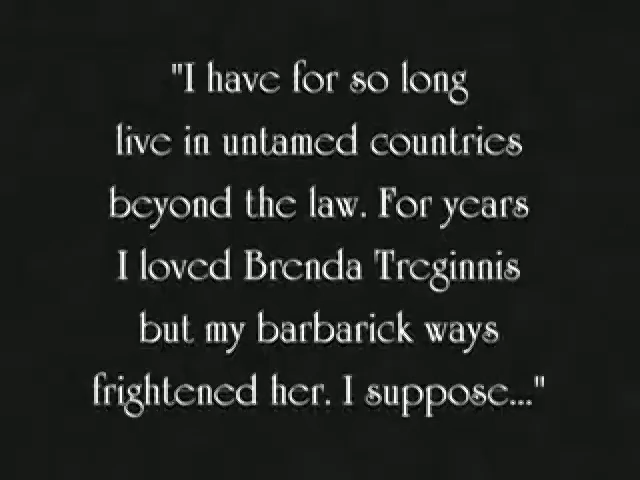 "I have for so long
live in untamed countries
beyond the law. For years
I loved Brenda Treginnis
but my barbarick ways
frightened her. I suppose..."